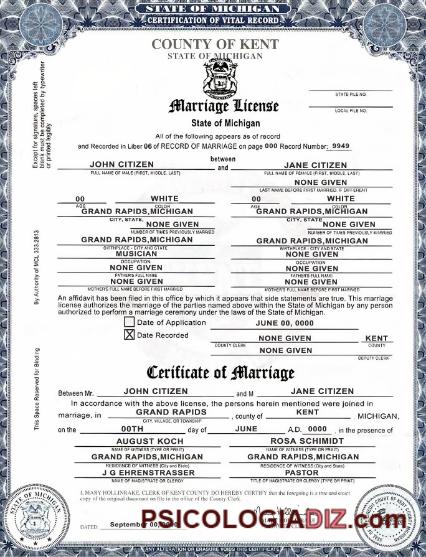 STATE OF MICHIGAN
CERTIFICATION OF VITAL RECORD
COUNTY OF KENT
STATE OF MICHIGAN
STATE FILE NO.
Marriage License
LOCAL FILE NO.
State of Michigan
Except for signature, spaces left
blank must be completed by typewriter
or printed legibly
All of the following appears as of record
and Recorded in Liber 06 of RECORD OF MARRIAGE on page 000 Record Number: 9949
between
JOHN CITIZEN and JANE CITIZEN
FULL NAME OF MALE (FIRST, MIDDLE, LAST) FULL NAME OF FEMALE (FIRST, MIDDLE, LAST)
NONE GIVEN
LAST NAME BEFORE FIRST MARRIED, IF DIFFERENT
00 WHITE 00 WHITE
AGE COLOR AGE COLOR
GRAND RAPIDS,MICHIGAN GRAND RAPIDS,MICHIGAN
CITY, STATE, CITY, STATE,
NONE GIVEN NONE GIVEN
NUMBER OF TIMES PREVIOUSLY MARRIED NUMBER OF TIMES PREVIOUSLY MARRIED
GRAND RAPIDS,MICHIGAN GRAND RAPIDS,MICHIGAN
BIRTHPLACE - CITY AND STATE BIRTHPLACE - CITY AND STATE
MUSICIAN NONE GIVEN
OCCUPATION OCCUPATION
NONE GIVEN NONE GIVEN
FATHERS FULL NAME FATHERS FULL NAME
NONE GIVEN NONE GIVEN
MOTHER'S FULL NAME BEFORE FIRST MARRIED MOTHER'S FULL NAME BEFORE FIRST MARRIED
By Authority of MCL 333.2813
An affidavit has been filed in this office by which it appears that side statements are true. This marriage
license authorizes the marriage of the parties named above within the State of Michigan by any person
authorized to perform a marriage ceremony under the laws of the State of Michigan.
Date of Application JUNE 00, 0000
Date Recorded NONE GIVEN KENT
COUNTY CLERK COUNTY
NONE GIVEN
DEPUTY CLERK
This Space Reserved for Binding
Certificate of Marriage
Between Mr. JOHN CITIZEN and M JANE CITIZEN
In accordance with the above license, the persons herein mentioned were joined in
marriage, in GRAND RAPIDS , county of KENT MICHIGAN,
CITY, VILLAGE, OR TOWNSHIP
on the 00TH day of JUNE A.D. 0000 , in the presence of
AUGUST KOCH ROSA SCHIMIDT
NAME OF WITNESS (TYPE OR PRINT) NAME OF WITNESS (TYPE OR PRINT)
GRAND RAPIDS,MICHIGAN GRAND RAPIDS,MICHIGAN
RESIDENCE OF WITNESS (City and State) RESIDENCE OF WITNESS (City and State)
J G EHRENSTRASSER PASTOR
NAME OF MAGISTRATE OR CLERGY TITLE OF MAGISTRATE OR CLERGY (TYPE OR PRINT)
I, MARY HOLLINRAKE, CLERK OF KENT COUNTY DO HEREBY CERTIFY that the foregoing is a true and exact
copy of the original document on file in the office of the County Clerk.
DATED: September 00,
PSICOLOGIADIZ.com
ANY ALTERATION OR ERASURE VOIDS THIS CERTIFICATE